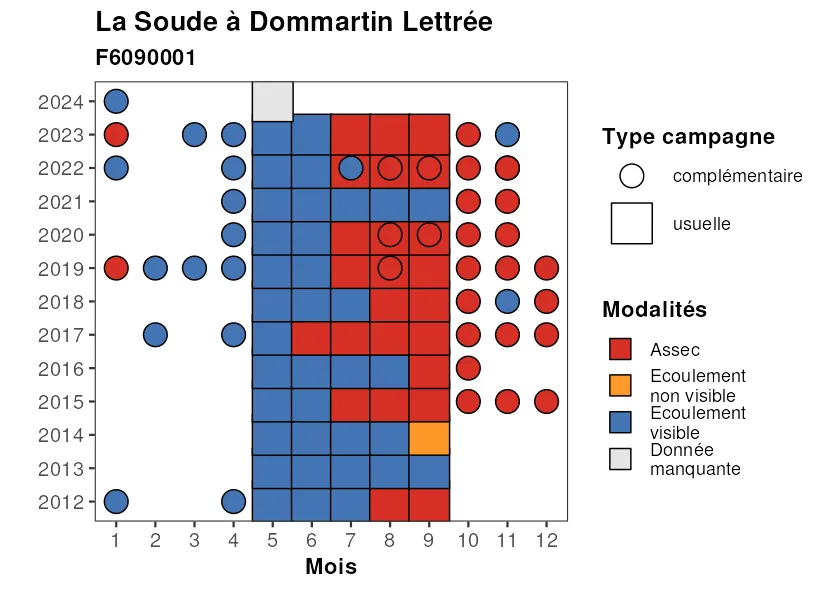 La Soude à Dommartin Lettrée
F6090001
2024
2023
2022
2021
2020
2019
2018
2017
2016
2015
2014
2013
2012
1 2 3 4 5 6 7 8 9 10 11 12
Mois
Type campagne
complémentaire
usuelle
Modalités
Assec
Ecoulement
non visible
Ecoulement
visible
Donnée
manquante